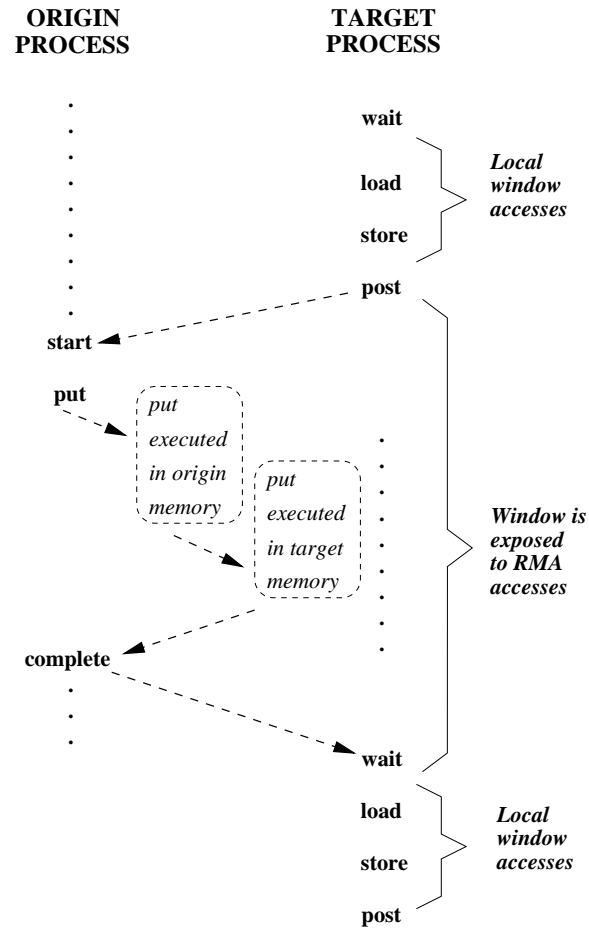 ORIGIN
PROCESS
TARGET
PROCESS
wait
load
store
Local
window
accesses
post
start
put
put
executed
in origin
memory
put
executed
in target
memory
Window is
exposed
to RMA
accesses
complete
wait
load
store
post
Local
window
accesses